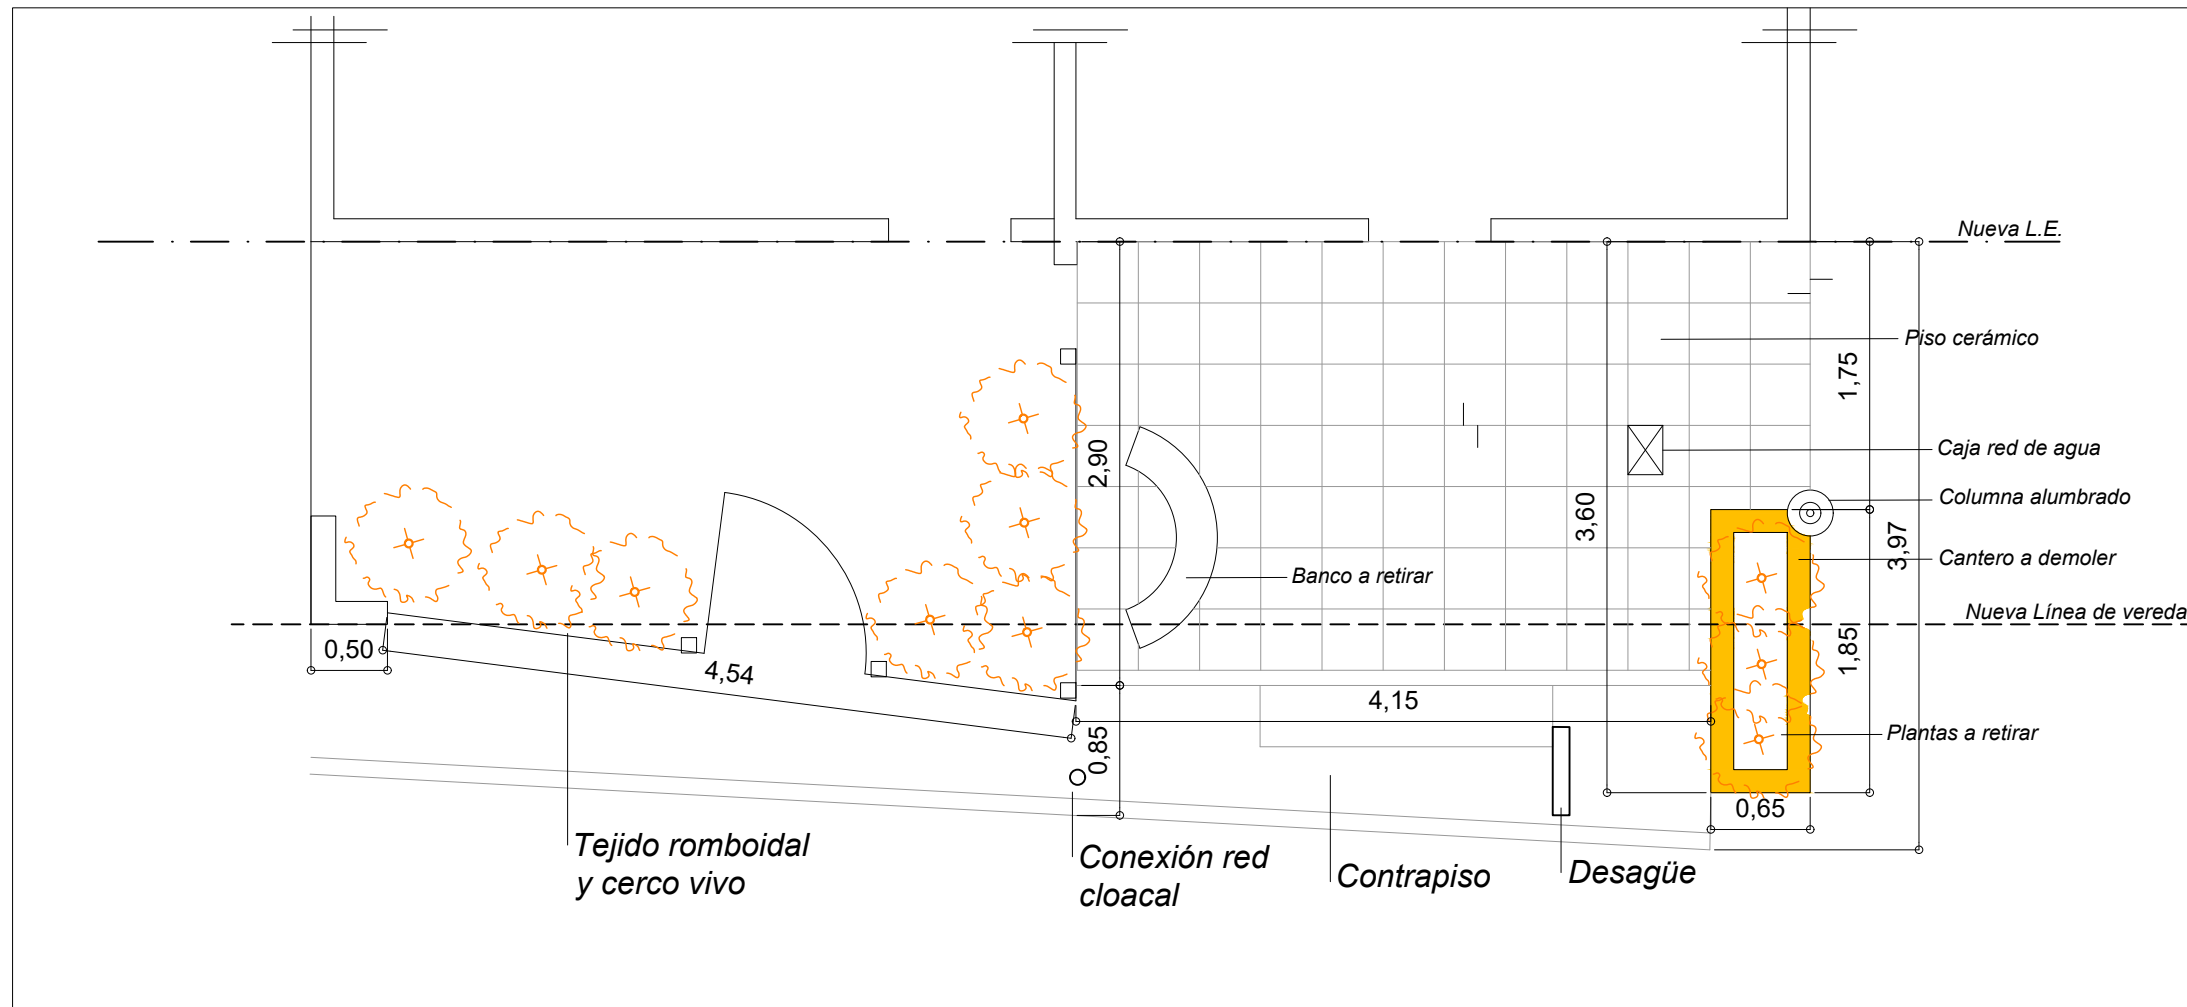 Nueva L.E.
Piso cerámico
1,75
Caja red de agua
2,90
Columna alumbrado
3,60
3,97
Cantero a demoler
Banco a retirar
Nueva Línea de vereda
0,50
4,54
1,85
4,15
Plantas a retirar
0,85
0,65
Tejido romboidal
y cerco vivo
Conexión red
cloacal
Contrapiso
Desagüe